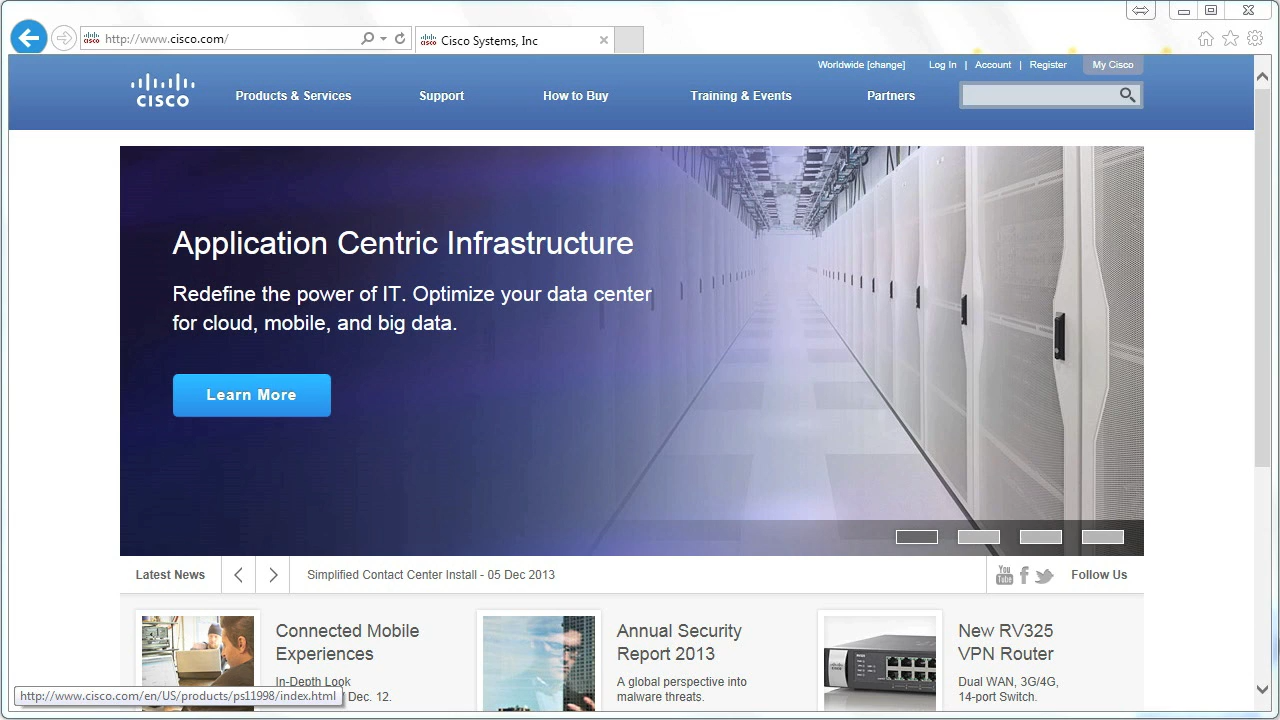 http://www.cisco.com/
Cisco Systems, Inc
Worldwide [change] Log In | Account | Register My Cisco
CISCO
Products & Services Support How to Buy Training & Events Partners
Application Centric Infrastructure
Redefine the power of IT. Optimize your data center
for cloud, mobile, and big data.
Learn More
Latest News
Simplified Contact Center Install - 05 Dec 2013
You Tube
Follow Us
Connected Mobile
Experiences
In-Depth Look
Dec. 12.
Annual Security
Report 2013
A global perspective into
malware threats.
New RV325
VPN Router
Dual WAN, 3G/4G,
14-port Switch.
http://www.cisco.com/en/US/products/ps11998/index.html